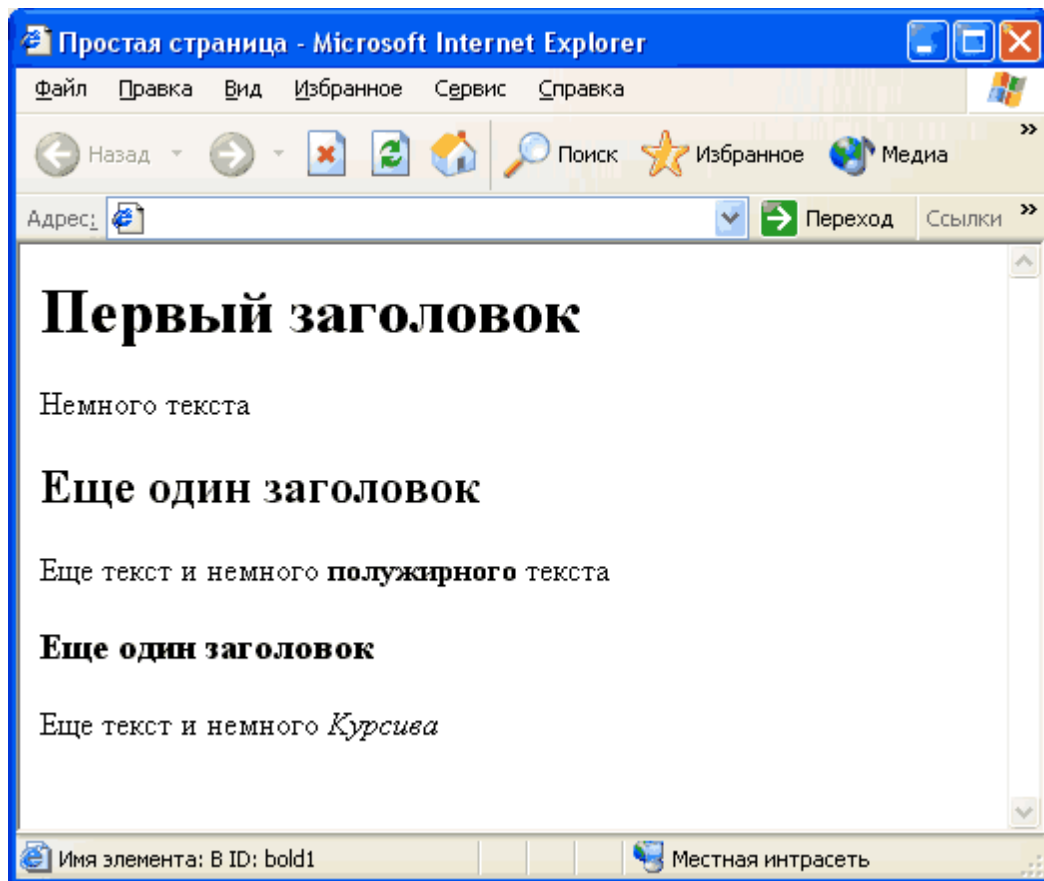 Простая страница - Microsoft Internet Explorer
Файл Правка Вид Избранное Сервис Справка
Назад Поиск Избранное Медиа »
Адрес: Переход Ссылки »
Первый заголовок
Немного текста
Еще один заголовок
Еще текст и немного полужирного текста
Еще один заголовок
Еще текст и немного Курсива
Имя элемента: B ID: bold1 Местная интрасеть